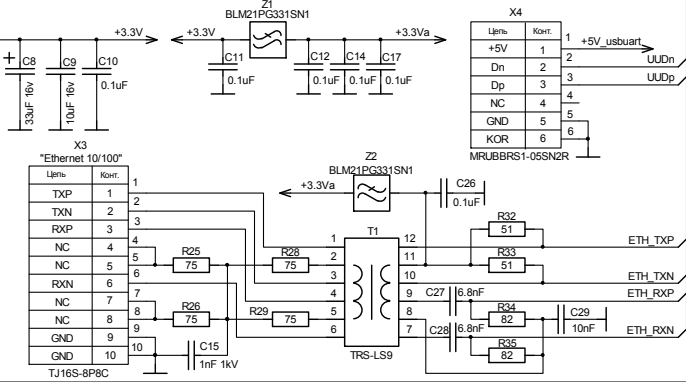 +3.3V
C8
33uF 16v
C9
10uF 16v
C10
0.1uF
+3.3V
Z1
BLM21PG331SN1
+3.3Va
C11
0.1uF
C12
0.1uF
C14
0.1uF
C17
0.1uF
X4
Цепь Конт.
+5V 1 1 +5V_usbuart
Dn 2 2 UUDn
Dp 3 3 UUDp
NC 4 4
GND 5 5
KOR 6 6
MRUBBRS1-05SN2R
X3
"Ethernet 10/100"
Цепь Конт.
TXP 1 1
TXN 2 2
RXP 3 3
NC 4 4
NC 5 5
RXN 6 6
NC 7 7
NC 8 8
GND 9 9
GND 10 10
TJ16S-8P8C
R25
75
R28
75
R26
75
R29
75
C15
1nF 1kV
Z2
BLM21PG331SN1
+3.3Va
C26
0.1uF
T1
1 12
2 11
3 10
4 9
5 8
6 7
TRS-LS9
R32
51
ETH_TXP
R33
51
ETH_TXN
C27 6.8nF
ETH_RXP
R34
82
C29
10nF
C28 6.8nF
ETH_RXN
R35
82